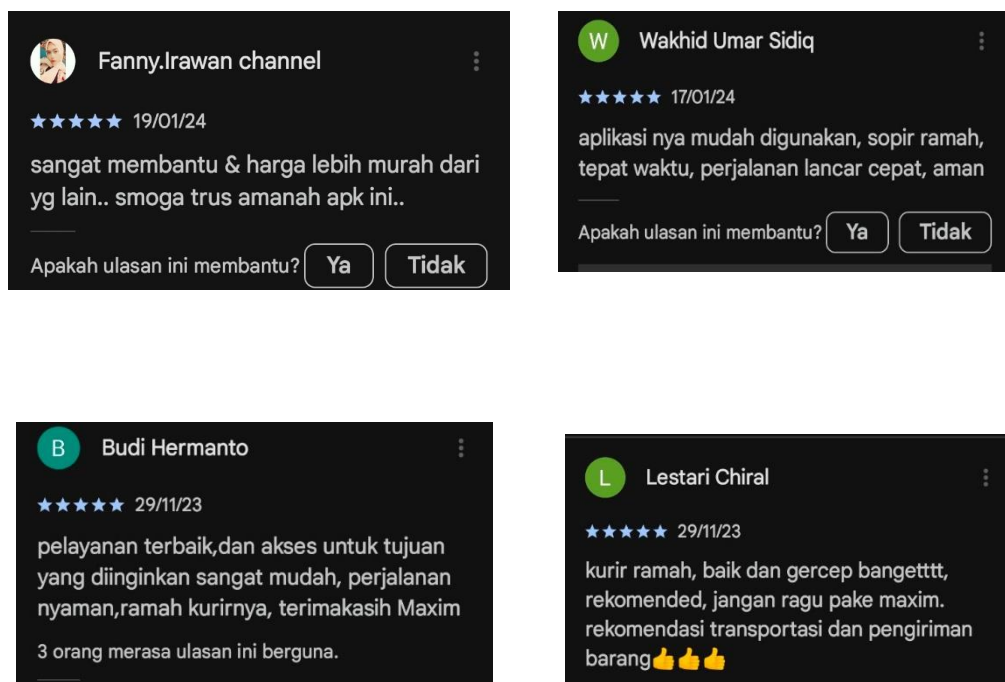 Fanny.Irawan channel
★★★★★ 19/01/24
sangat membantu & harga lebih murah dari
yg lain.. smoga trus amanah apk ini..
Apakah ulasan ini membantu? Ya Tidak
W Wakhid Umar Sidiq
★★★★★ 17/01/24
aplikasi nya mudah digunakan, sopir ramah,
tepat waktu, perjalanan lancar cepat, aman
Apakah ulasan ini membantu? Ya Tidak
B Budi Hermanto
★★★★★ 29/11/23
pelayanan terbaik,dan akses untuk tujuan
yang diinginkan sangat mudah, perjalanan
nyaman,ramah kurirnya, terimakasih Maxim
3 orang merasa ulasan ini berguna.
L Lestari Chiral
★★★★★ 29/11/23
kurir ramah, baik dan gercep bangetttt,
rekomended, jangan ragu pake maxim.
rekomendasi transportasi dan pengiriman
barang👍👍👍